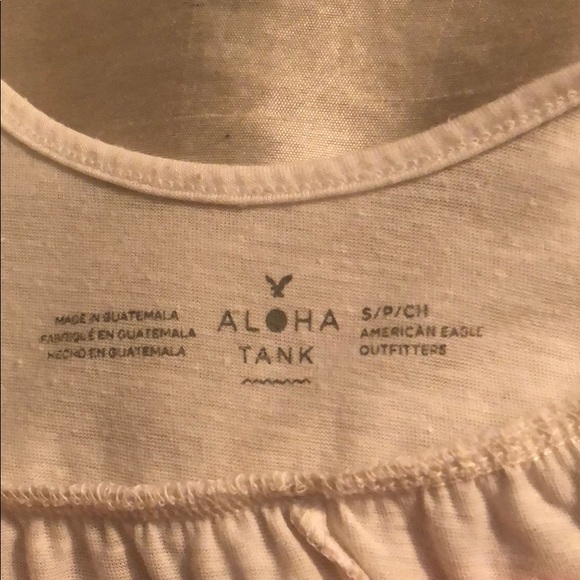 MADE IN GUATEMALA
FABRIQUÉ EN GUATEMALA
HECHO EN GUATEMALA
ALOHA
TANK
S/P/CH
AMERICAN EAGLE
OUTFITTERS